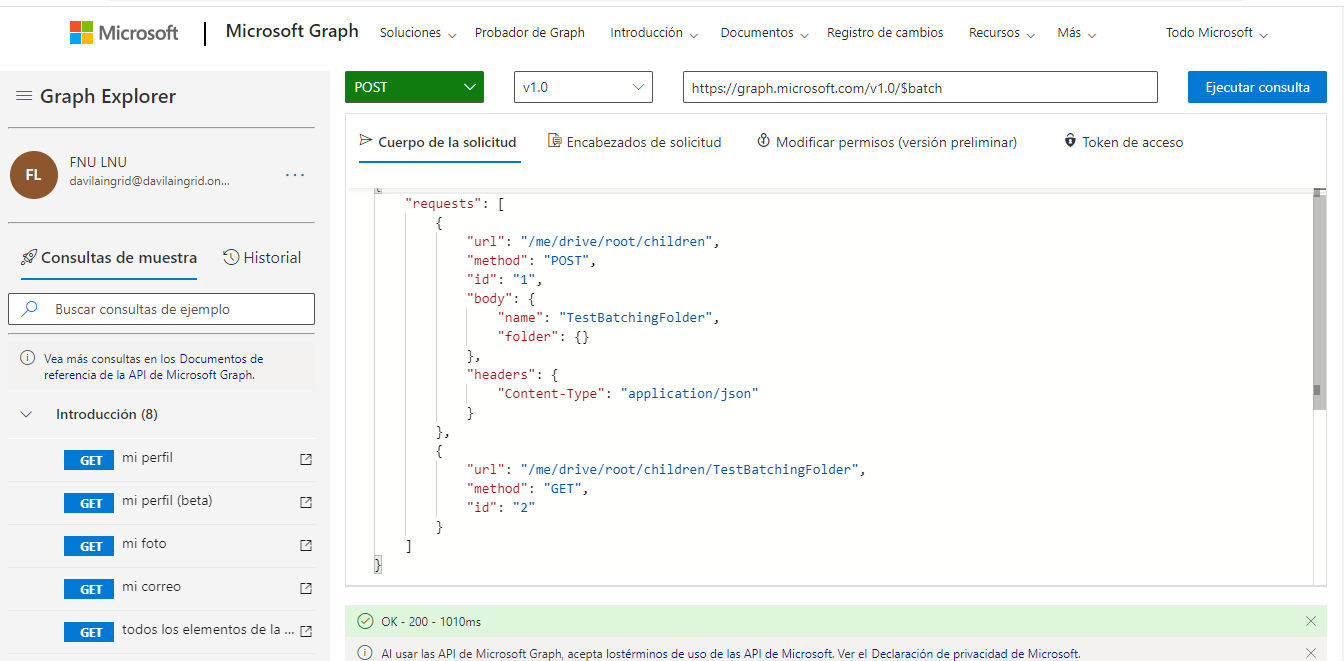 Microsoft
Microsoft Graph
Soluciones
Probador de Graph
Introducción
Documentos
Registro de cambios
Recursos
Más
Todo Microsoft
Graph Explorer
POST
v1.0
https://graph.microsoft.com/v1.0/$batch
Ejecutar consulta
FL
FNU LNU
davilaingrid@davilaingrid.on...
...
Cuerpo de la solicitud
Encabezados de solicitud
Modificar permisos (versión preliminar)
Token de acceso
Consultas de muestra
Historial
Buscar consultas de ejemplo
Vea más consultas en los Documentos de
referencia de la API de Microsoft Graph.
Introducción (8)
GET mi perfil
GET mi perfil (beta)
GET mi foto
GET mi correo
GET todos los elementos de la ...
{
"requests": [
{
"url": "/me/drive/root/children",
"method": "POST",
"id": "1",
"body": {
"name": "TestBatchingFolder",
"folder": {}
},
"headers": {
"Content-Type": "application/json"
}
},
{
"url": "/me/drive/root/children/TestBatchingFolder",
"method": "GET",
"id": "2"
}
]
}
OK - 200 - 1010ms
Al usar las API de Microsoft Graph, acepta lostérminos de uso de las API de Microsoft. Ver el Declaración de privacidad de Microsoft.